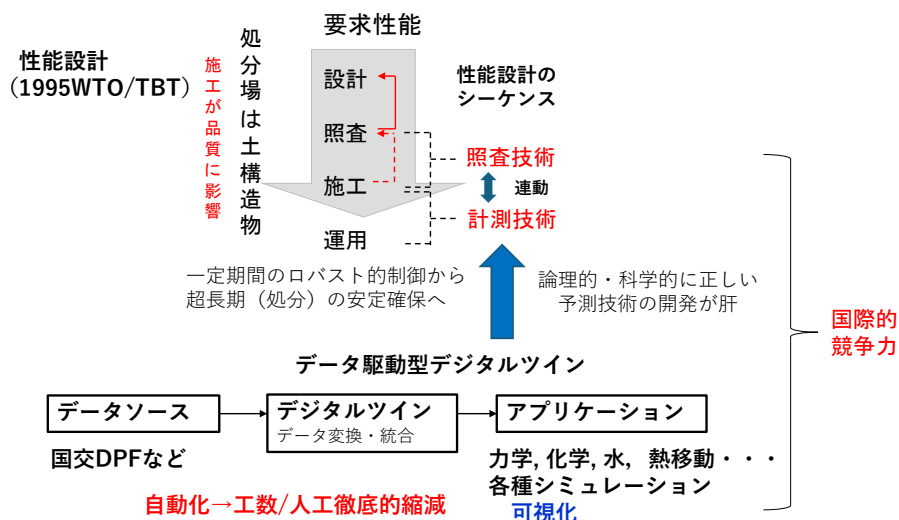 要求性能
性能設計
（1995WTO/TBT）
施工が品質に影響
処分場は土構造物
設計
照査
施工
運用
性能設計の
シーケンス
照査技術
連動
計測技術
一定期間のロバスト的制御から
超長期（処分）の安定確保へ
論理的・科学的に正しい
予測技術の開発が肝
国際的
競争力
データ駆動型デジタルツイン
データソース
デジタルツイン
データ変換・統合
アプリケーション
国交DPFなど
力学, 化学, 水, 熱移動・・・
各種シミュレーション
可視化
自動化→工数/人工徹底的縮減